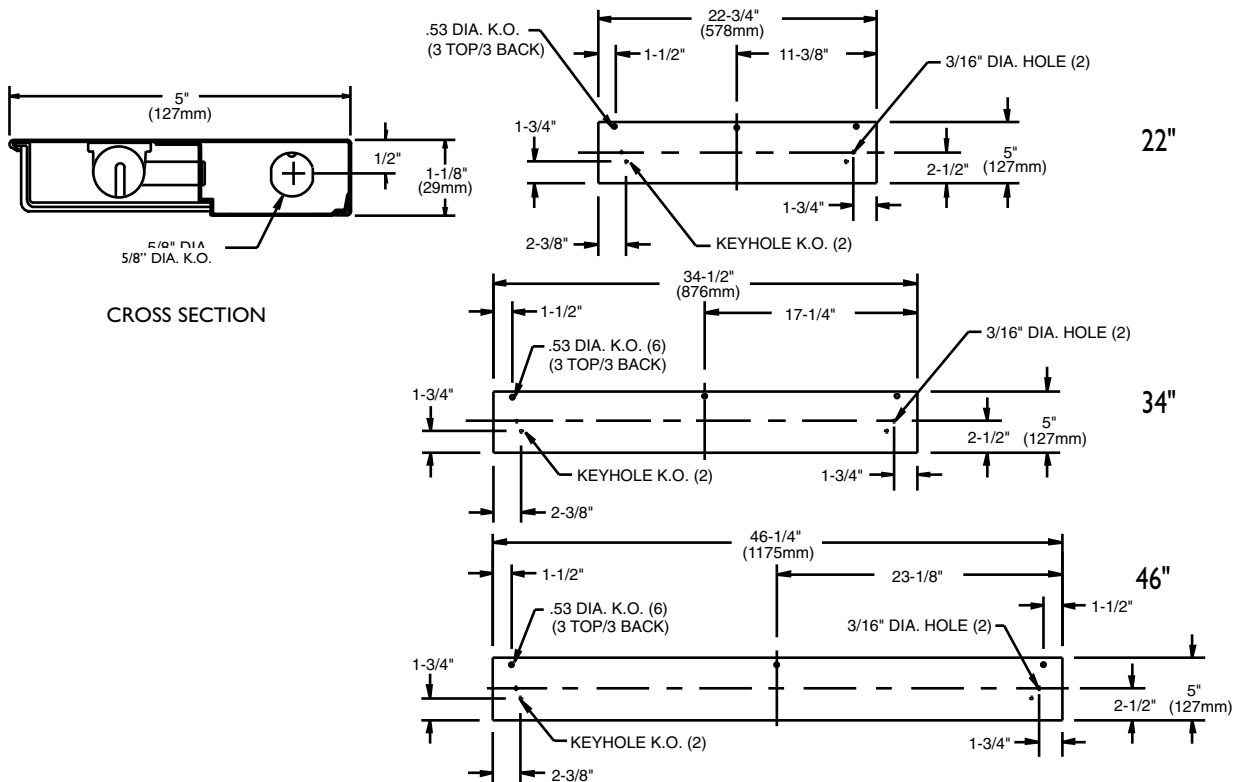 5"
(127mm)
1/2"
1-1/8"
(29mm)
5/8" DIA.
5/8” DIA. K.O.
CROSS SECTION
22-3/4"
(578mm)
.53 DIA. K.O.
(3 TOP/3 BACK)
1-1/2"
11-3/8"
3/16" DIA. HOLE (2)
1-3/4"
22"
5"
(127mm)
2-1/2"
1-3/4"
2-3/8"
KEYHOLE K.O. (2)
34-1/2"
(876mm)
1-1/2"
17-1/4"
.53 DIA. K.O. (6)
(3 TOP/3 BACK)
3/16" DIA. HOLE (2)
1-3/4"
34"
5"
(127mm)
2-1/2"
KEYHOLE K.O. (2)
1-3/4"
2-3/8"
46-1/4"
(1175mm)
1-1/2"
23-1/8"
46"
1-1/2"
.53 DIA. K.O. (6)
(3 TOP/3 BACK)
3/16" DIA. HOLE (2)
1-3/4"
5"
(127mm)
2-1/2"
KEYHOLE K.O. (2)
1-3/4"
2-3/8"